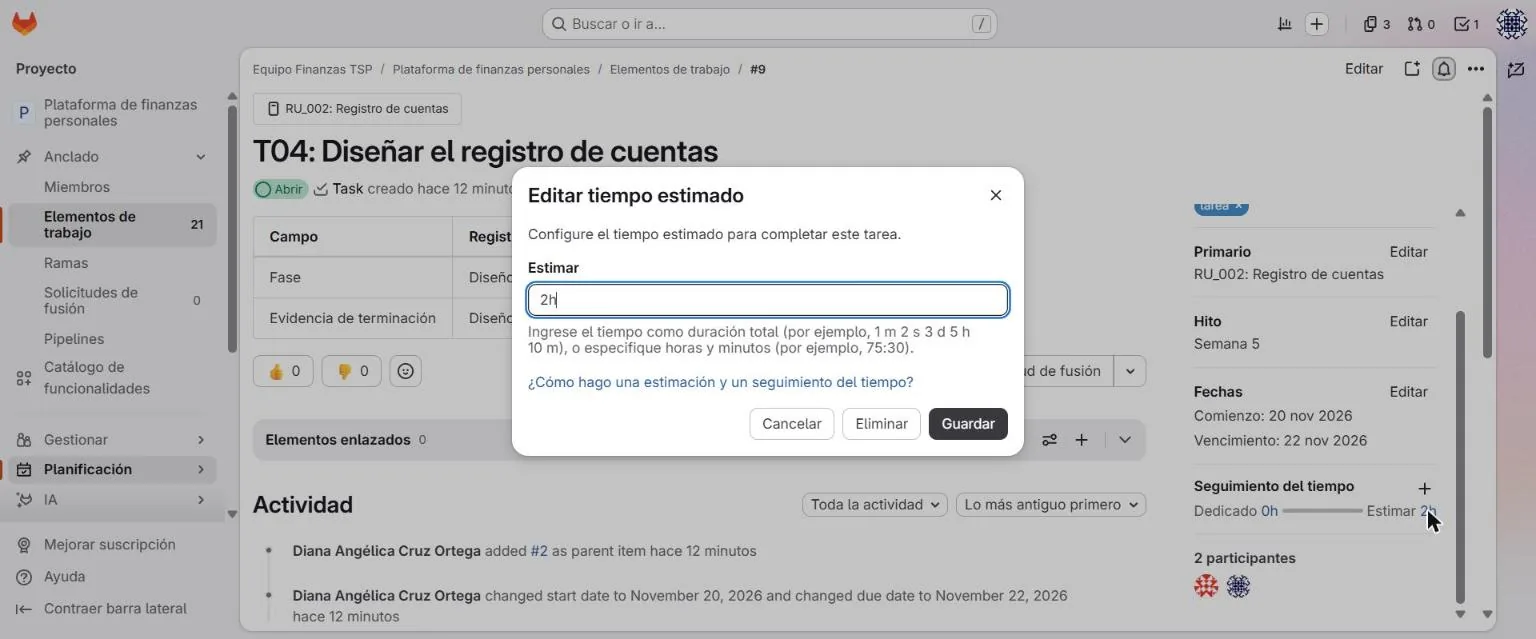 Buscar o ir a...
/
3
0
1
Proyecto
P
Plataforma de finanzas
personales
Anclado
Miembros
Elementos de
trabajo
21
Ramas
Solicitudes de
fusión
0
Pipelines
Catálogo de
funcionalidades
Gestionar
Planificación
IA
Mejorar suscripción
Ayuda
Contraer barra lateral
Equipo Finanzas TSP / Plataforma de finanzas personales / Elementos de trabajo / #9
Editar
RU_002: Registro de cuentas
T04: Diseñar el registro de cuentas
Abrir
Task creado hace 12 minuto
Campo
Regist
Fase
Diseño
Evidencia de terminación
Diseño
0
0
ud de fusión
Elementos enlazados 0
Actividad
Toda la actividad
Lo más antiguo primero
Diana Angélica Cruz Ortega added #2 as parent item hace 12 minutos
Diana Angélica Cruz Ortega changed start date to November 20, 2026 and changed due date to November 22, 2026
hace 12 minutos
Editar tiempo estimado
Configure el tiempo estimado para completar este tarea.
Estimar
2h
Ingrese el tiempo como duración total (por ejemplo, 1 m 2 s 3 d 5 h
10 m), o especifique horas y minutos (por ejemplo, 75:30).
¿Cómo hago una estimación y un seguimiento del tiempo?
Cancelar
Eliminar
Guardar
tarea ×
Primario
Editar
RU_002: Registro de cuentas
Hito
Editar
Semana 5
Fechas
Editar
Comienzo: 20 nov 2026
Vencimiento: 22 nov 2026
Seguimiento del tiempo
Dedicado 0h
Estimar 2h
2 participantes